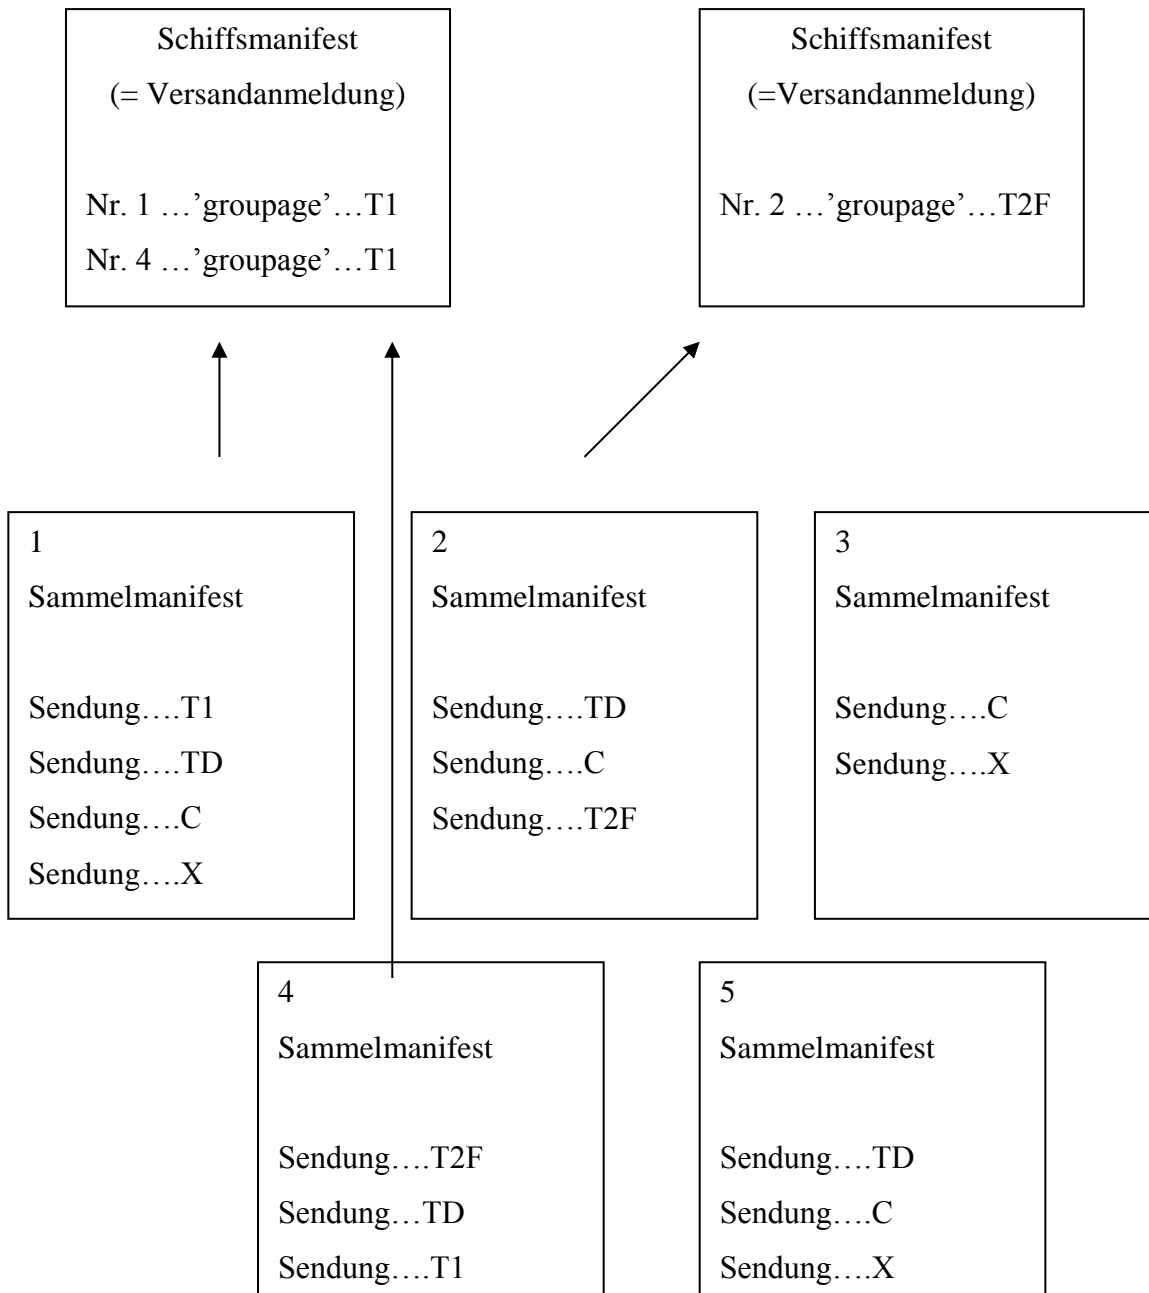 Schiffsmanifest
(= Versandanmeldung)
Nr. 1 …’groupage’…T1
Nr. 4 …’groupage’…T1
Schiffsmanifest
(=Versandanmeldung)
Nr. 2 …’groupage’…T2F
1
Sammelmanifest
Sendung….T1
Sendung….TD
Sendung….C
Sendung….X
2
Sammelmanifest
Sendung….TD
Sendung….C
Sendung….T2F
3
Sammelmanifest
Sendung….C
Sendung….X
4
Sammelmanifest
Sendung….T2F
Sendung…TD
Sendung….T1
5
Sammelmanifest
Sendung….TD
Sendung….C
Sendung….X